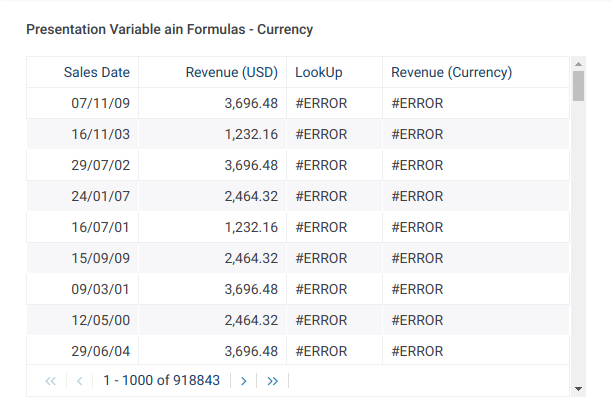 Presentation Variable ain Formulas - Currency
Sales Date Revenue (USD) LookUp Revenue (Currency)
07/11/09 3,696.48 #ERROR #ERROR
16/11/03 1,232.16 #ERROR #ERROR
29/07/02 3,696.48 #ERROR #ERROR
24/01/07 2,464.32 #ERROR #ERROR
16/07/01 1,232.16 #ERROR #ERROR
15/09/09 2,464.32 #ERROR #ERROR
09/03/01 3,696.48 #ERROR #ERROR
12/05/00 2,464.32 #ERROR #ERROR
29/06/04 3,696.48 #ERROR #ERROR
1 - 1000 of 918843